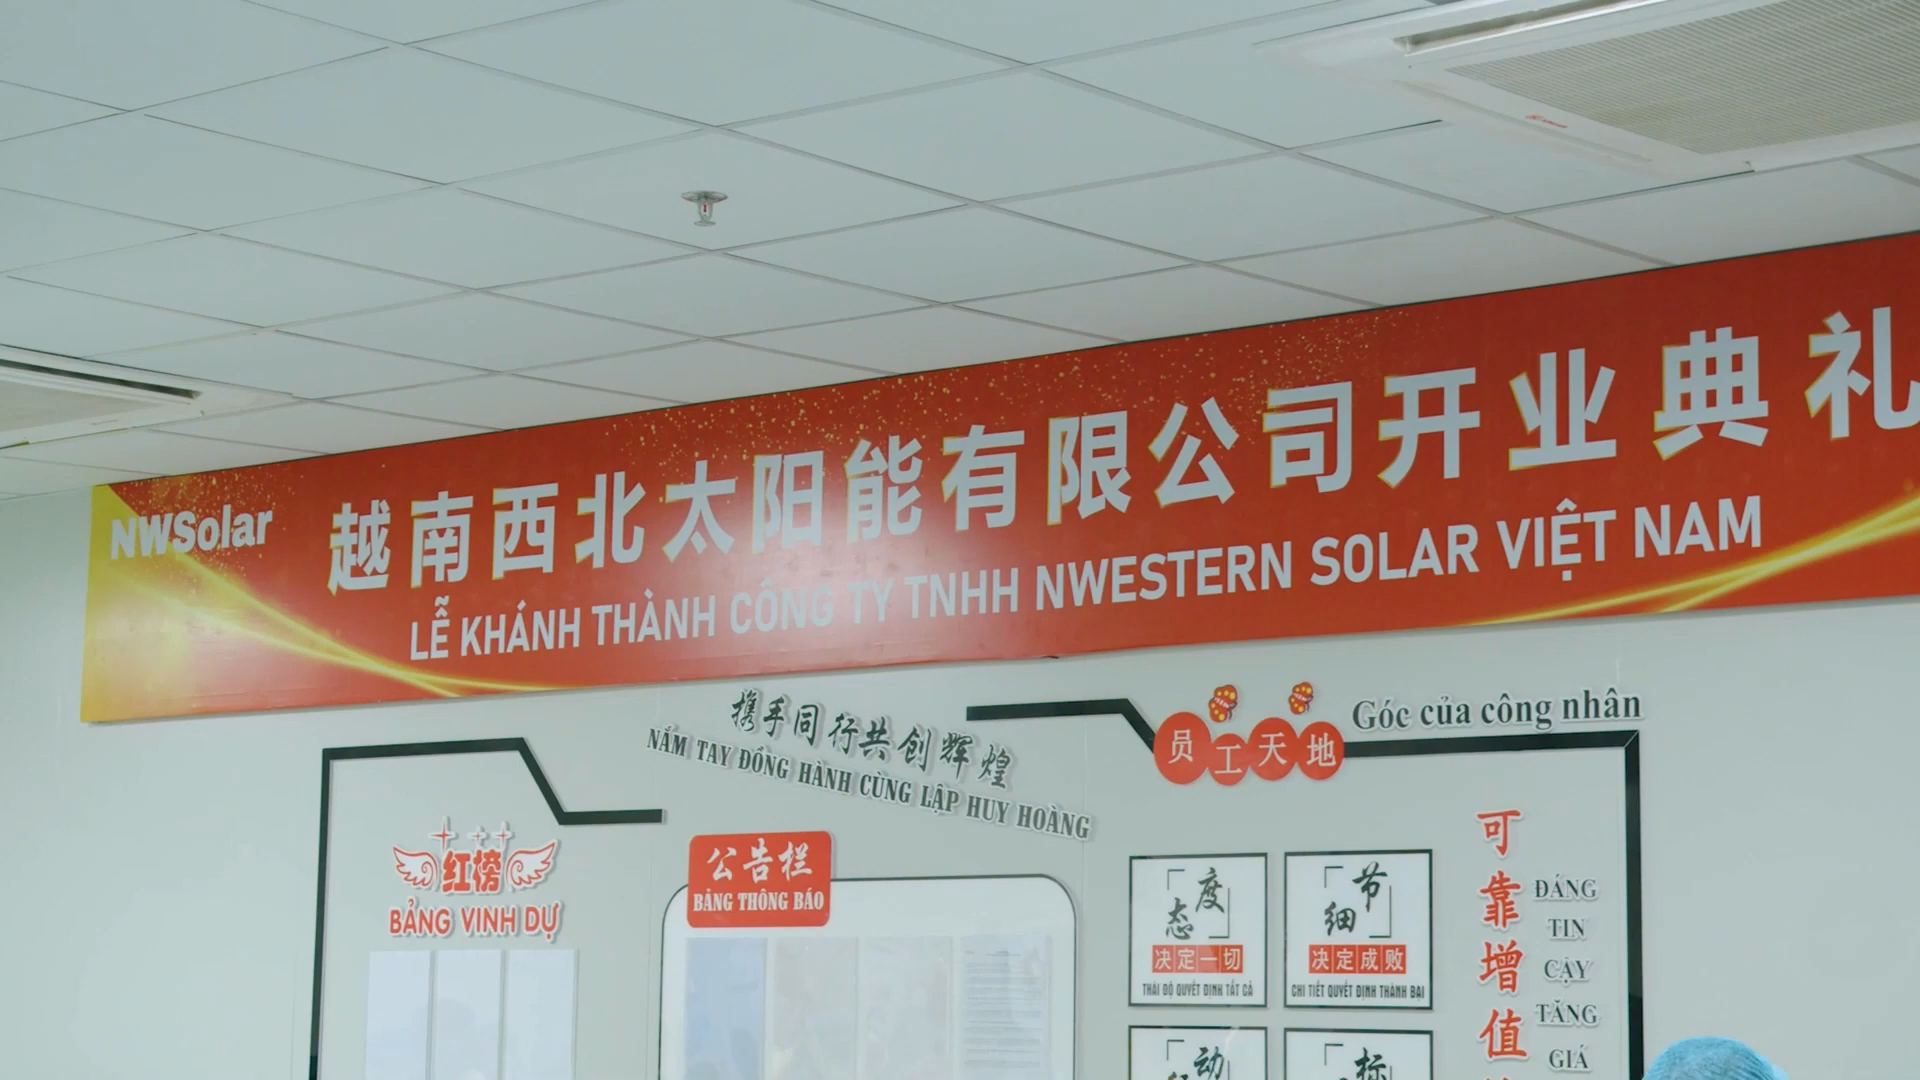 NWSolar
越南西北太阳能有限公司开业典礼
LỄ KHÁNH THÀNH CÔNG TY TNHH NWESTERN SOLAR VIỆT NAM
携手同行共创辉煌
NẮM TAY ĐỒNG HÀNH CÙNG LẬP HUY HOÀNG
员工天地
Góc của công nhân
红榜
BẢNG VINH DỰ
公告栏
BẢNG THÔNG BÁO
态度
决定一切
THÁI ĐỘ QUYẾT ĐỊNH TẤT CẢ
细节
决定成败
CHI TIẾT QUYẾT ĐỊNH THÀNH BẠI
可靠增值
ĐÁNG
TIN
CẬY
TĂNG
GIÁ
动
标